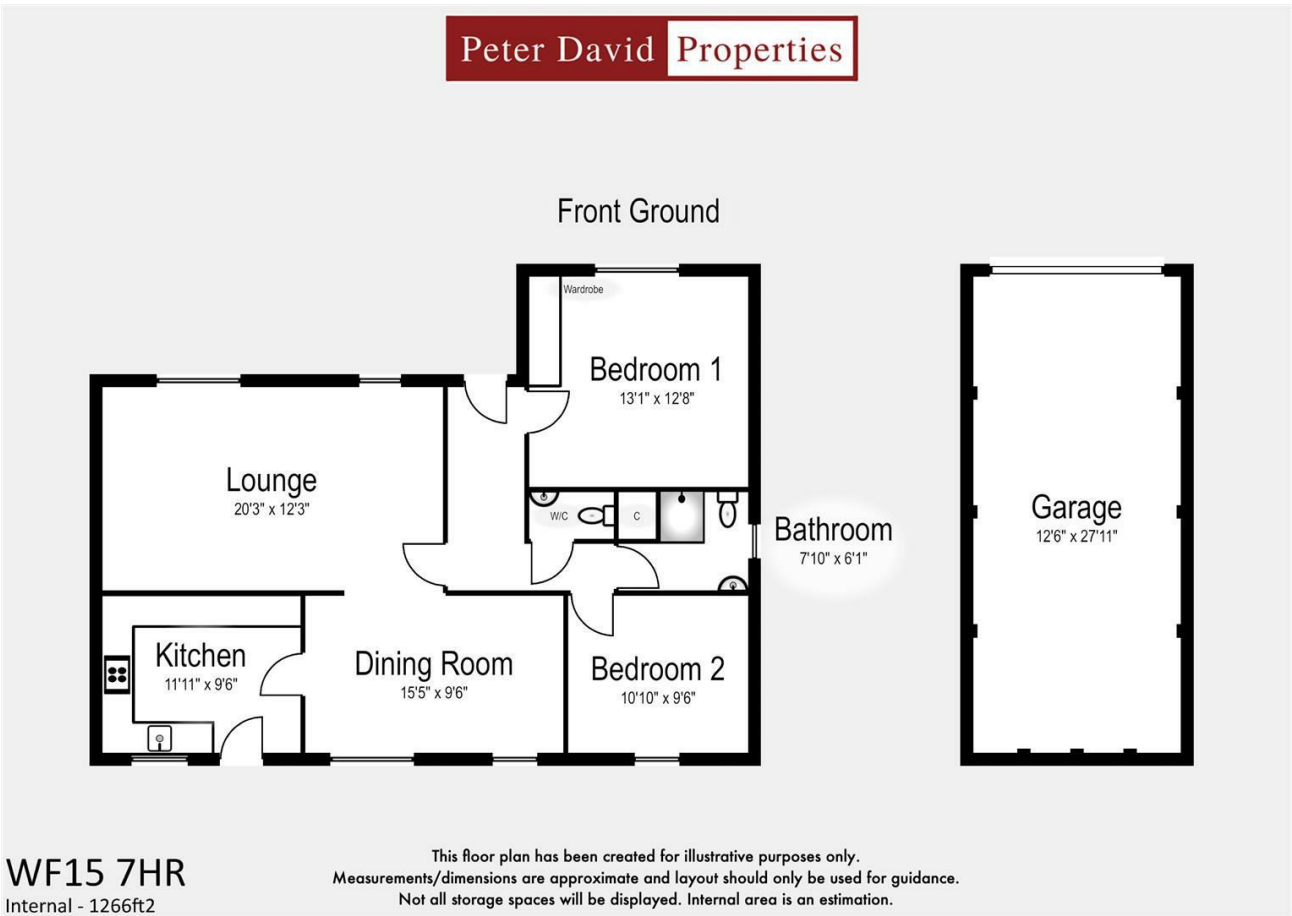 Peter David Properties
Front Ground
Wardrobe
Bedroom 1
13'1" x 12'8"
Lounge
20'3" x 12'3"
W/C
C
Bathroom
7'10" x 6'1"
Garage
12'6" x 27'11"
Kitchen
11'11" x 9'6"
Dining Room
15'5" x 9'6"
Bedroom 2
10'10" x 9'6"
WF15 7HR
Internal - 1266ft2
This floor plan has been created for illustrative purposes only.
Measurements/dimensions are approximate and layout should only be used for guidance.
Not all storage spaces will be displayed. Internal area is an estimation.